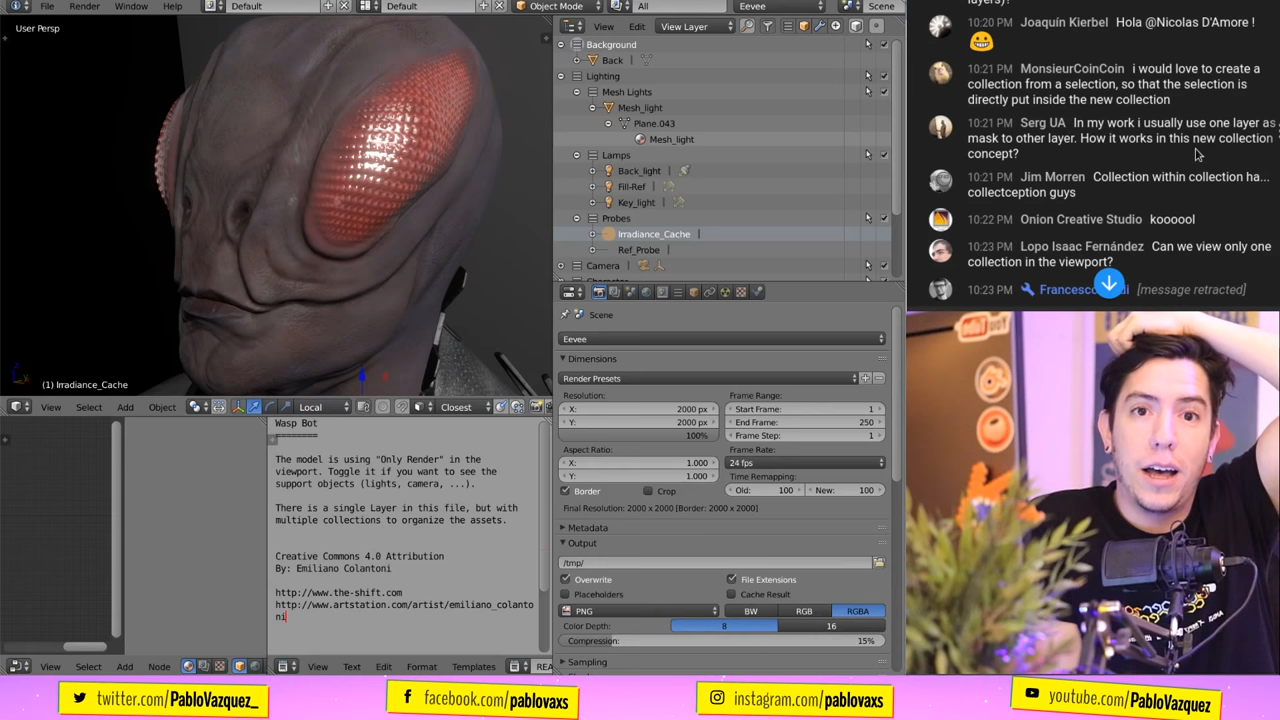 File
Render
Window
Help
Default
Default
Object Mode
All
Eevee
Scene
User Persp
(1) Irradiance_Cache
View
Select
Add
Object
Local
Closest
View
Search
View Layer
Background
Back
Lighting
Mesh Lights
Mesh_light
Plane.043
Mesh_light
Lamps
Back_light
Fill-Ref
Key_light
Probes
Irradiance_Cache
Ref_Probe
Camera
Scene
Eevee
Dimensions
Render Presets
Resolution:
X: 2000 px
Y: 2000 px
100%
Aspect Ratio:
X: 1.000
Y: 1.000
Border
Crop
Frame Range:
Start Frame: 1
End Frame: 250
Frame Step: 1
Frame Rate:
24 fps
Time Remapping:
Old: 100
New: 100
Final Resolution: 2000 x 2000 [Border: 2000 x 2000]
Metadata
Output
/tmp/
Overwrite
File Extensions
Placeholders
Cache Result
PNG
BW
RGB
RGBA
Color Depth:
8
16
Compression: 15%
Sampling
Wasp Bot
========
The model is using "Only Render" in the
viewport. Toggle it if you want to see the
support objects (lights, camera, ...).
There is a single Layer in this file, but with
multiple collections to organize the assets.
Creative Commons 4.0 Attribution
By: Emiliano Colantoni
http://www.the-shift.com
http://www.artstation.com/artist/emiliano_colanto
ni
View
Select
Add
Node
View
Text
Edit
Format
Templates
REA
10:20 PM Joaquín Kierbel Hola @Nicolas D'Amore !
10:21 PM MonsieurCoinCoin i would love to create a
collection from a selection, so that the selection is
directly put inside the new collection
10:21 PM Serg UA In my work i usually use one layer as
mask to other layer. How it works in this new collection
concept?
10:21 PM Jim Morren Collection within collection ha...
collectception guys
10:22 PM Onion Creative Studio kooool
10:23 PM Lopo Isaac Fernández Can we view only one
collection in the viewport?
10:23 PM Francesco [message retracted]
twitter.com/PabloVazquez_
facebook.com/pablovaxs
instagram.com/pablovaxs
youtube.com/PabloVazquez